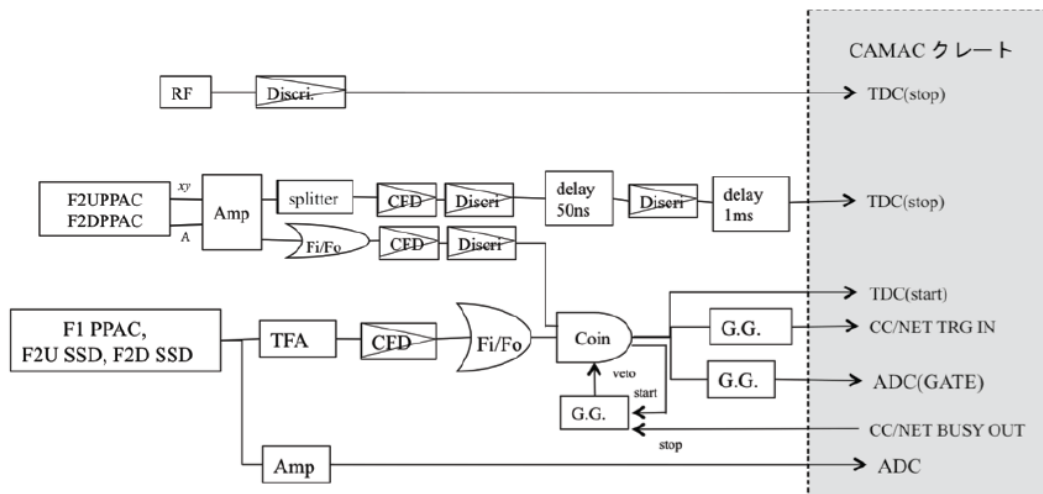 CAMAC クレート
RF
Discri.
TDC(stop)
F2UPPAC
F2DPPAC
xy
A
Amp
splitter
CFD
Discri
delay
50ns
Discri
delay
1ms
TDC(stop)
Fi/Fo
CFD
Discri
F1 PPAC,
F2U SSD, F2D SSD
TFA
CFD
Fi/Fo
Coin
veto
start
G.G.
stop
G.G.
G.G.
TDC(start)
CC/NET TRG IN
ADC(GATE)
CC/NET BUSY OUT
Amp
ADC